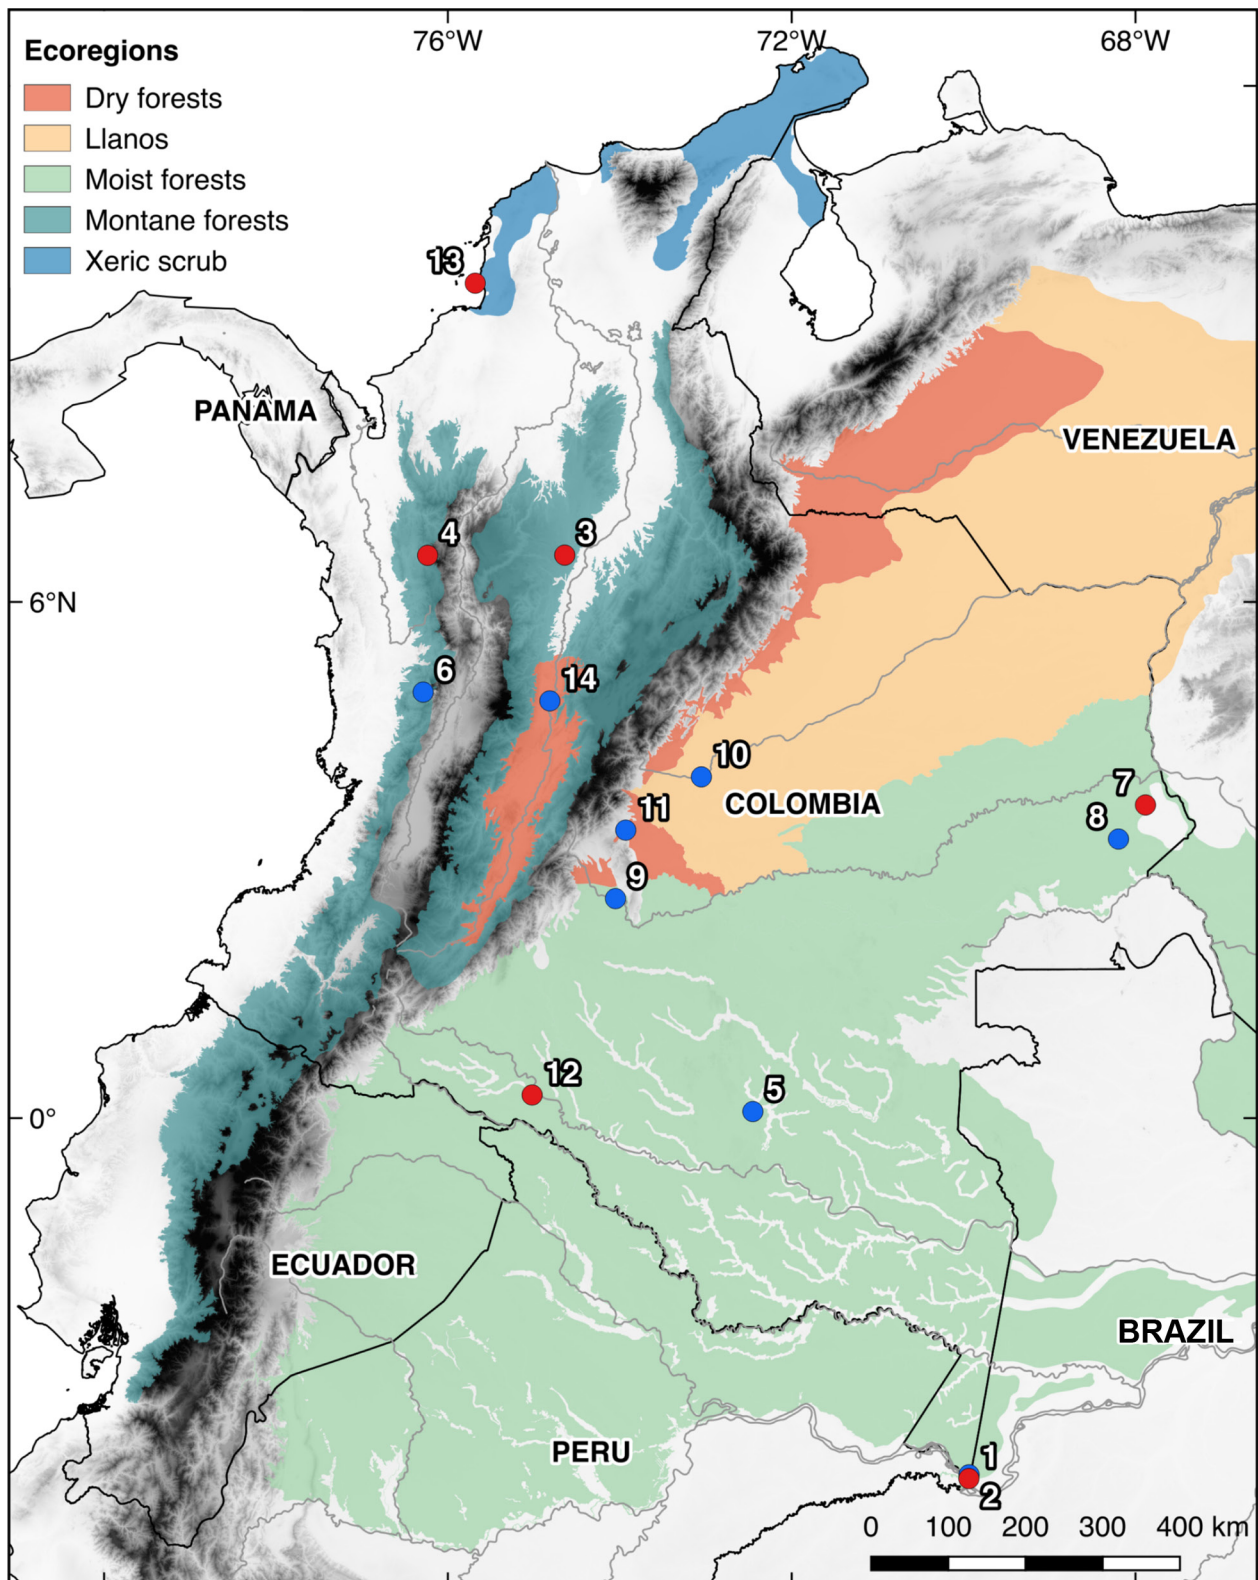 76°W 72°W 68°W
Ecoregions
Dry forests
Llanos
Moist forests
Montane forests
Xeric scrub
13
PANAMA
VENEZUELA
4 3
6°N
6 14
10
11 COLOMBIA 7
8
9
12 5
0°
ECUADOR
BRAZIL
PERU 1
2
0 100 200 300 400 km